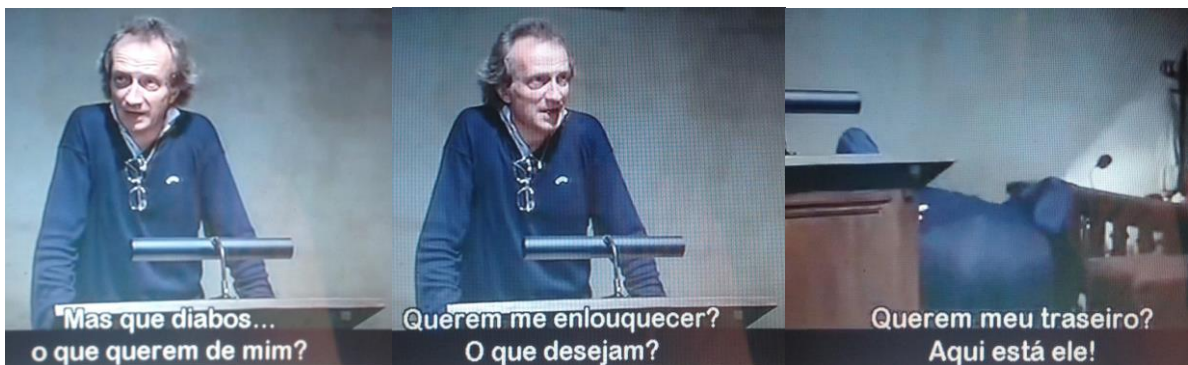 "Mas que diabos...
o que querem de mim?
Querem me enlouquecer?
O que desejam?
Querem meu traseiro?
Aqui está ele!